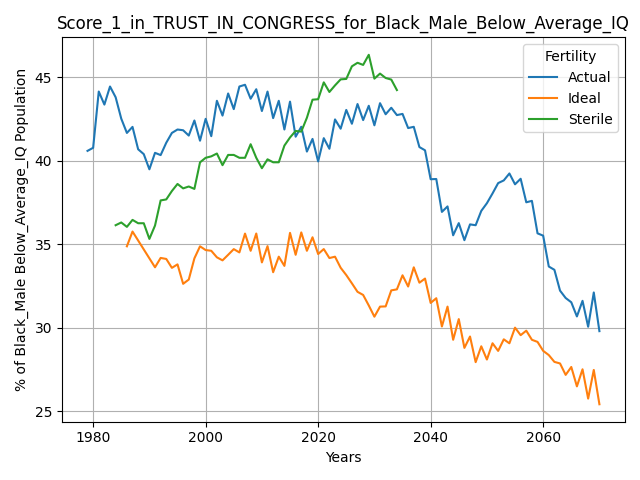 Score_1_in_TRUST_IN_CONGRESS_for_Black_Male_Below_Average_IQ
% of Black_Male Below_Average_IQ Population
45
40
35
30
25
Fertility
Actual
Ideal
Sterile
1980 2000 2020 2040 2060
Years